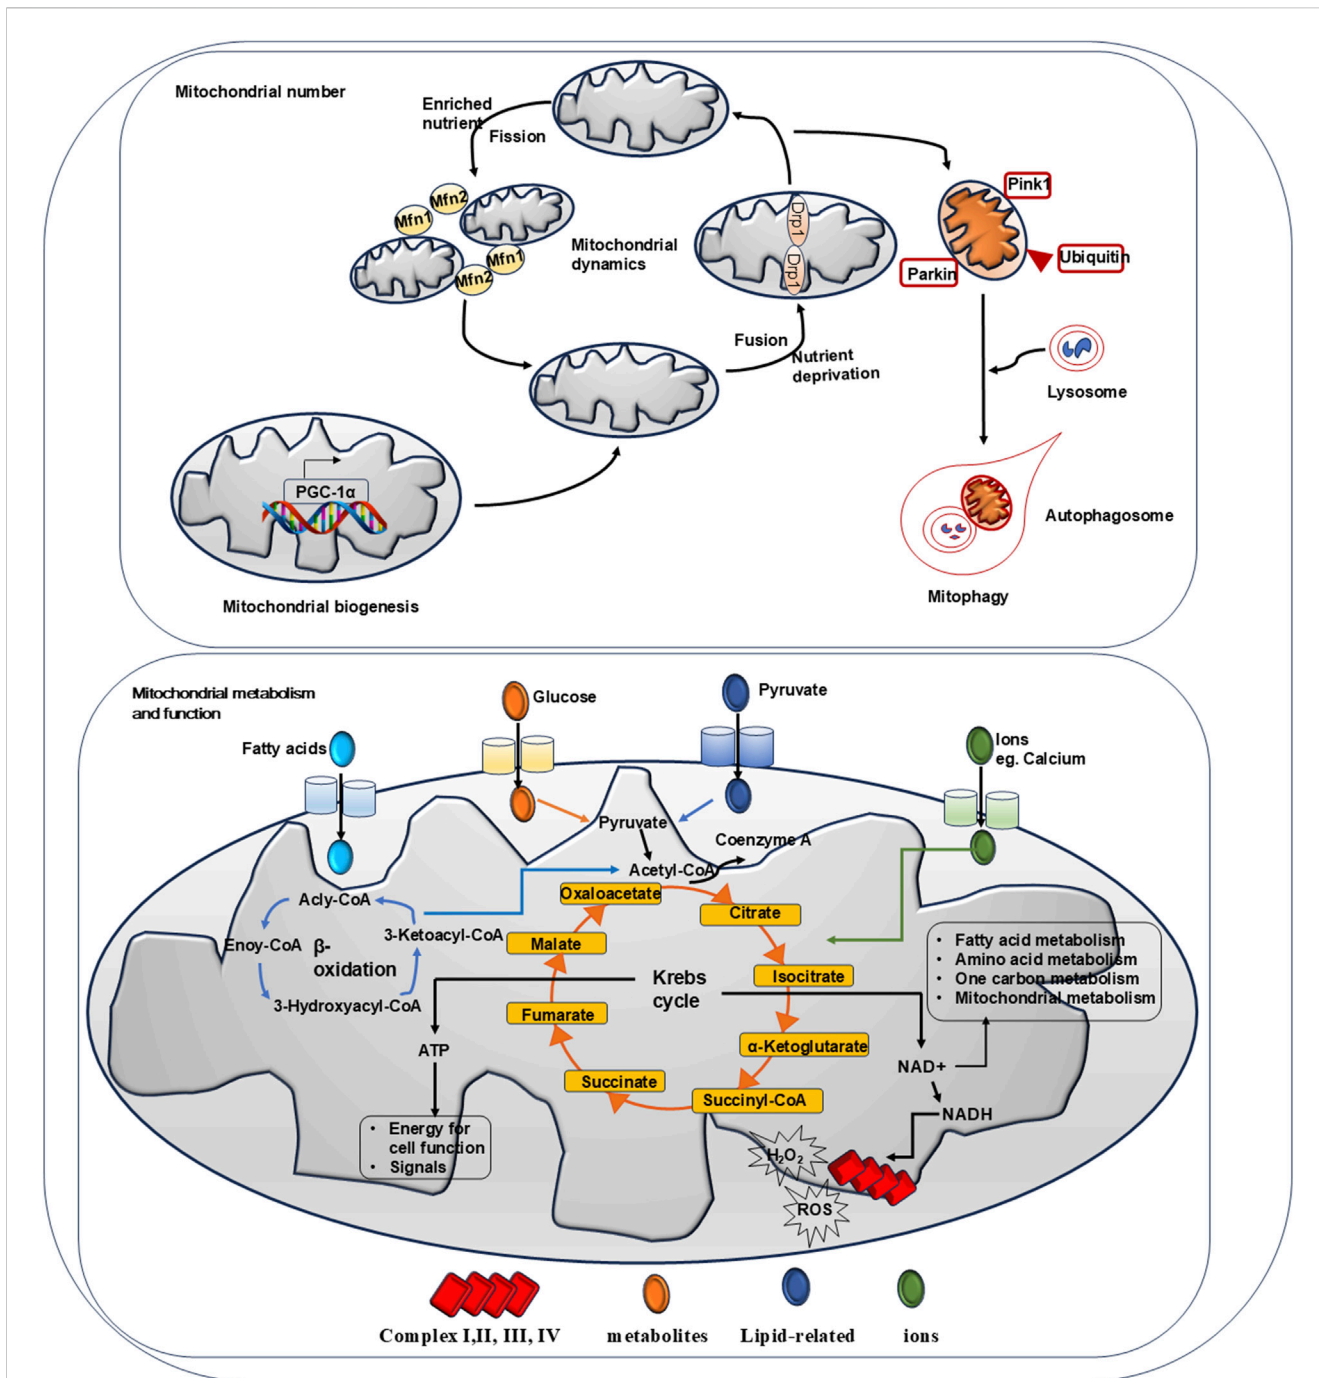 Mitochondrial number
Enriched
nutrient
Fission
Mfn2
Mfn1
Mfn1
Mfn2
Mitochondrial
dynamics
Drp1
Drp1
Pink1
Parkin
Ubiquitin
Fusion
Nutrient
deprivation
Lysosome
PGC-1α
Autophagosome
Mitochondrial biogenesis
Mitophagy
Mitochondrial metabolism
and function
Glucose
Pyruvate
Fatty acids
Ions
eg. Calcium
Pyruvate
Coenzyme A
Acetyl-CoA
Oxaloacetate
Acly-CoA
Citrate
3-Ketoacyl-CoA
Enoy-CoA
β-
oxidation
Malate
Isocitrate
Krebs
cycle
3-Hydroxyacyl-CoA
Fumarate
α-Ketoglutarate
• Fatty acid metabolism
• Amino acid metabolism
• One carbon metabolism
• Mitochondrial metabolism
ATP
NAD+
Succinate
Succinyl-CoA
NADH
• Energy for
cell function
• Signals
H₂O₂
ROS
Complex I,II, III, IV
metabolites
Lipid-related
ions